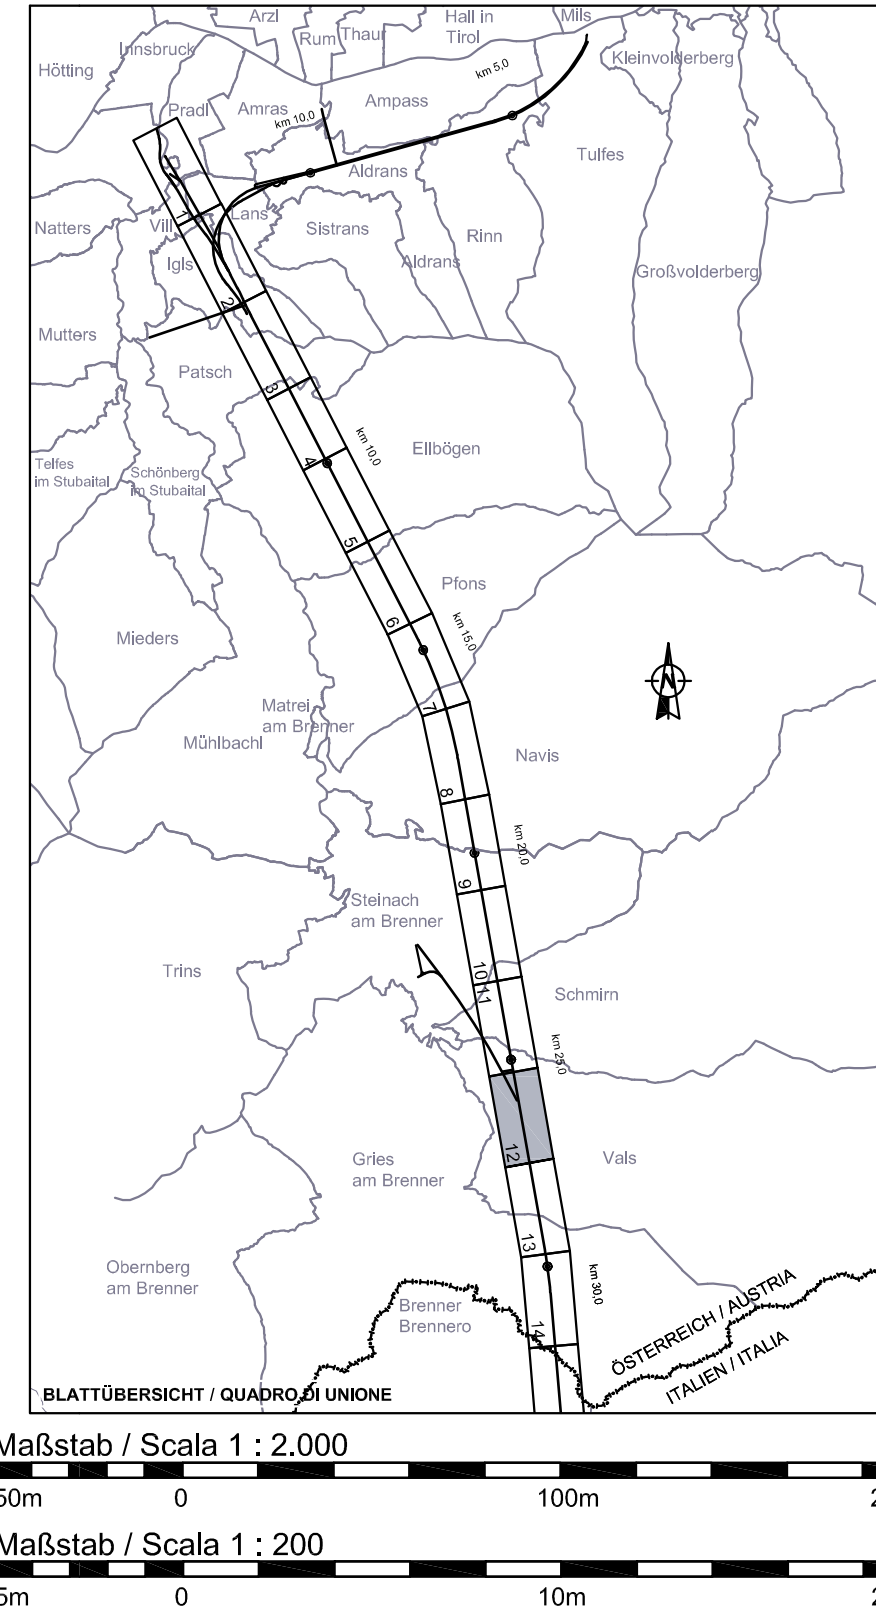 Arzl
Hall in
Tirol
Mils
Rum
Thaur
Innsbruck
Kleinvolderberg
Hötting
km 5,0
Pradl
Amras
Ampass
km 10,0
Tulfes
Aldrans
Natters
Vill
Lans
Sistrans
Rinn
1
Igls
Aldrans
Großvolderberg
2
Mutters
Patsch
3
km 10,0
Ellbögen
4
Telfes
im Stubaital
Schönberg
im Stubaital
5
Pfons
6
km 15,0
Mieders
N
Matrei
am Brenner
7
Mühlbachl
Navis
8
km 20,0
9
Steinach
am Brenner
Trins
10
11
Schmirn
km 25,0
12
Gries
am Brenner
Vals
13
Obernberg
am Brenner
km 30,0
Brenner
Brennero
14
ÖSTERREICH / AUSTRIA
ITALIEN / ITALIA
BLATTÜBERSICHT / QUADRO DI UNIONE
Maßstab / Scala 1 : 2.000
50m 0 100m 2
Maßstab / Scala 1 : 200
5m 0 10m 2